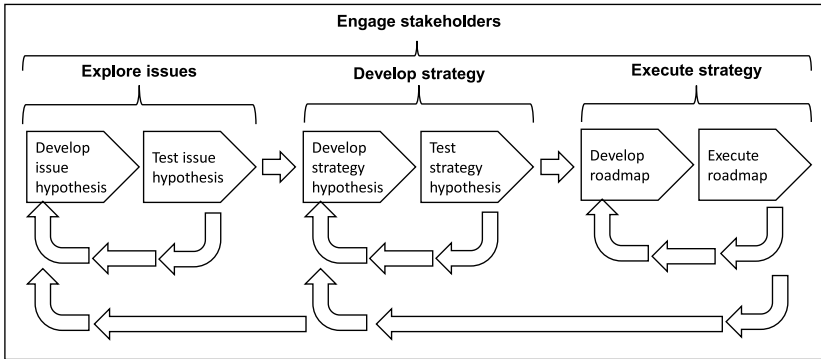 Engage stakeholders
Explore issues
Develop strategy
Execute strategy
Develop
issue
hypothesis
Test issue
hypothesis
Develop
strategy
hypothesis
Test
strategy
hypothesis
Develop
roadmap
Execute
roadmap